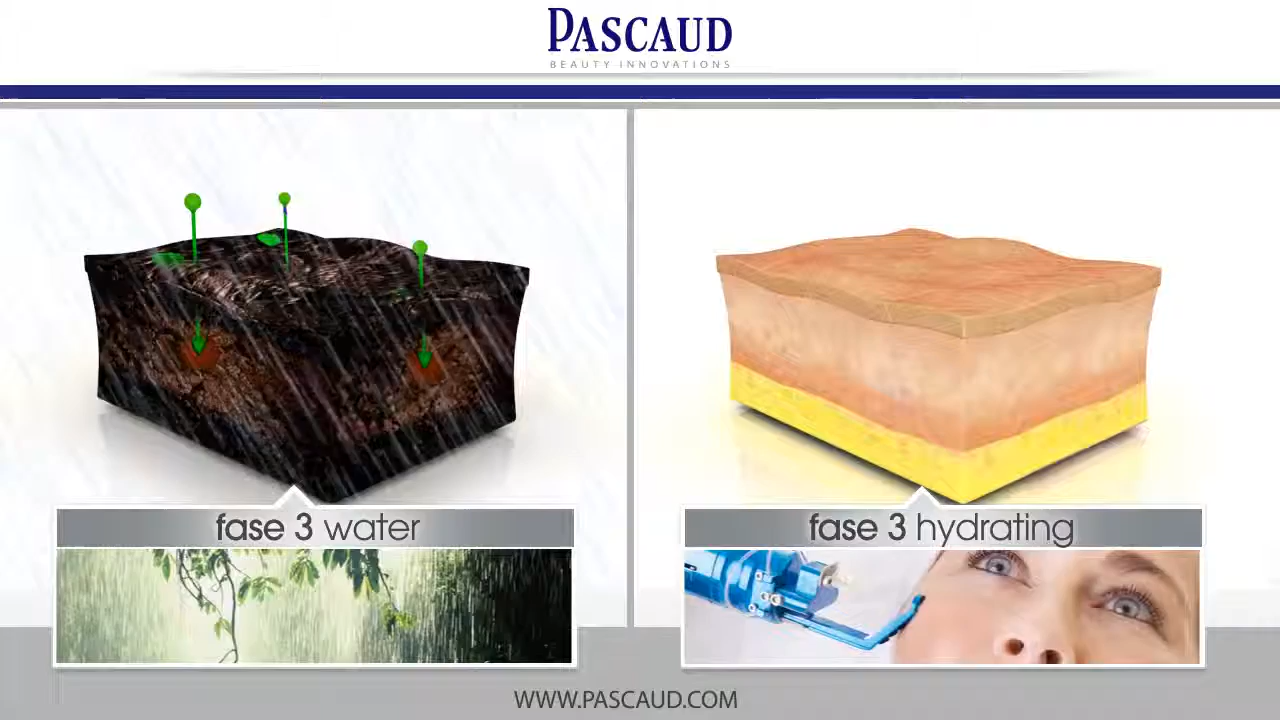 PASCAUD
BEAUTY INNOVATIONS
fase 3 water
fase 3 hydrating
WWW.PASCAUD.COM